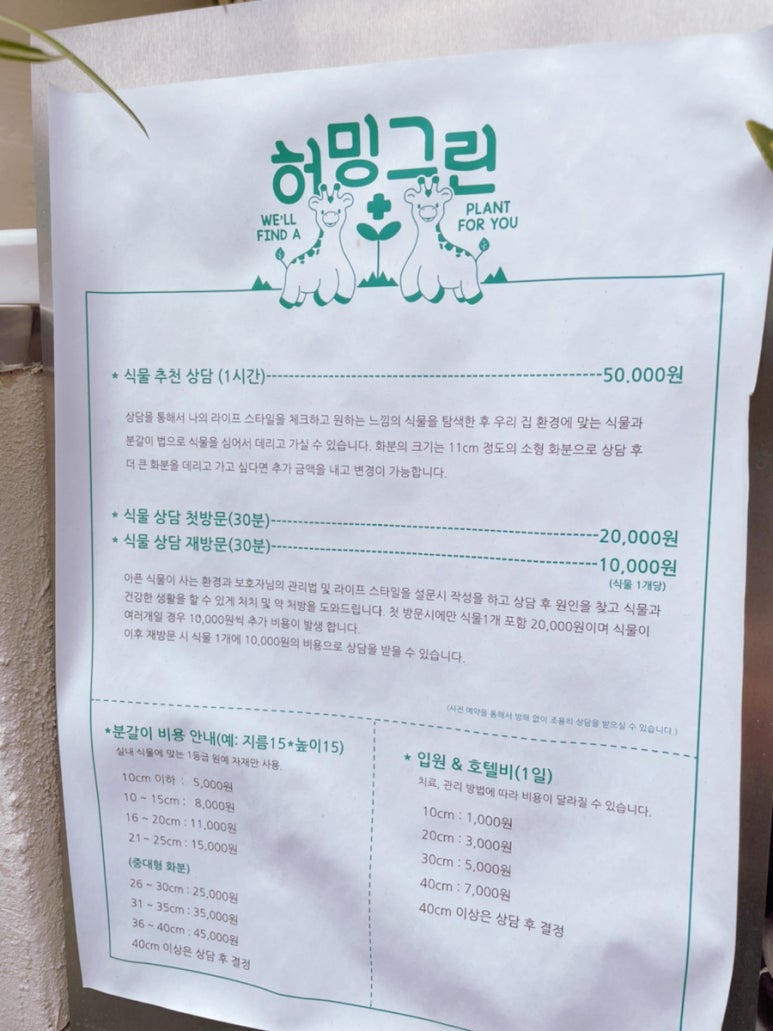 허밍그린
WE'LL
FIND A
PLANT
FOR YOU
* 식물 추천 상담 (1시간)------------------------------------------50.000원
상담을 통해서 나의 라이프 스타일을 체크하고 원하는 느낌의 식물을 탐색한 후 우리 집 환경에 맞는 식물과
분갈이 법으로 식물을 심어서 데리고 가실 수 있습니다. 화분의 크기는 11cm 정도의 소형 화분으로 상담 후
더 큰 화분을 데리고 가고 싶다면 추가 금액을 내고 변경이 가능합니다.
* 식물 상담 첫방문(30분)------------------------------------------20,000원
* 식물 상담 재방문(30분)------------------------------------------10,000원
(식물 1개당)
아픈 식물이 사는 환경과 보호자님의 관리법 및 라이프 스타일을 설문시 작성을 하고 상담 후 원인을 찾고 식물과
건강한 생활을 할 수 있게 처치 및 약 처방을 도와드립니다. 첫 방문시에만 식물1개 포함 20,000원이며 식물이
여러개일 경우 10,000원씩 추가 비용이 발생 합니다.
이후 재방문 시 식물 1개에 10,000원의 비용으로 상담을 받을 수 있습니다.
(사전 예약을 통해서 방해 없이 조용히 상담을 받으실 수 있습니다.)
*분갈이 비용 안내(예: 지름15*높이15)
실내 식물에 맞는 1등급 원예 자재만 사용.
10cm 이하 : 5,000원
10 ~ 15cm : 8,000원
16 ~ 20cm : 11,000원
21 ~ 25cm : 15,000원
(중대형 화분)
26 ~ 30cm : 25,000원
31 ~ 35cm : 35,000원
36 ~ 40cm : 45,000원
40cm 이상은 상담 후 결정
* 입원 & 호텔비(1일)
치료, 관리 방법에 따라 비용이 달라질 수 있습니다.
10cm : 1,000원
20cm : 3,000원
30cm : 5,000원
40cm : 7,000원
40cm 이상은 상담 후 결정